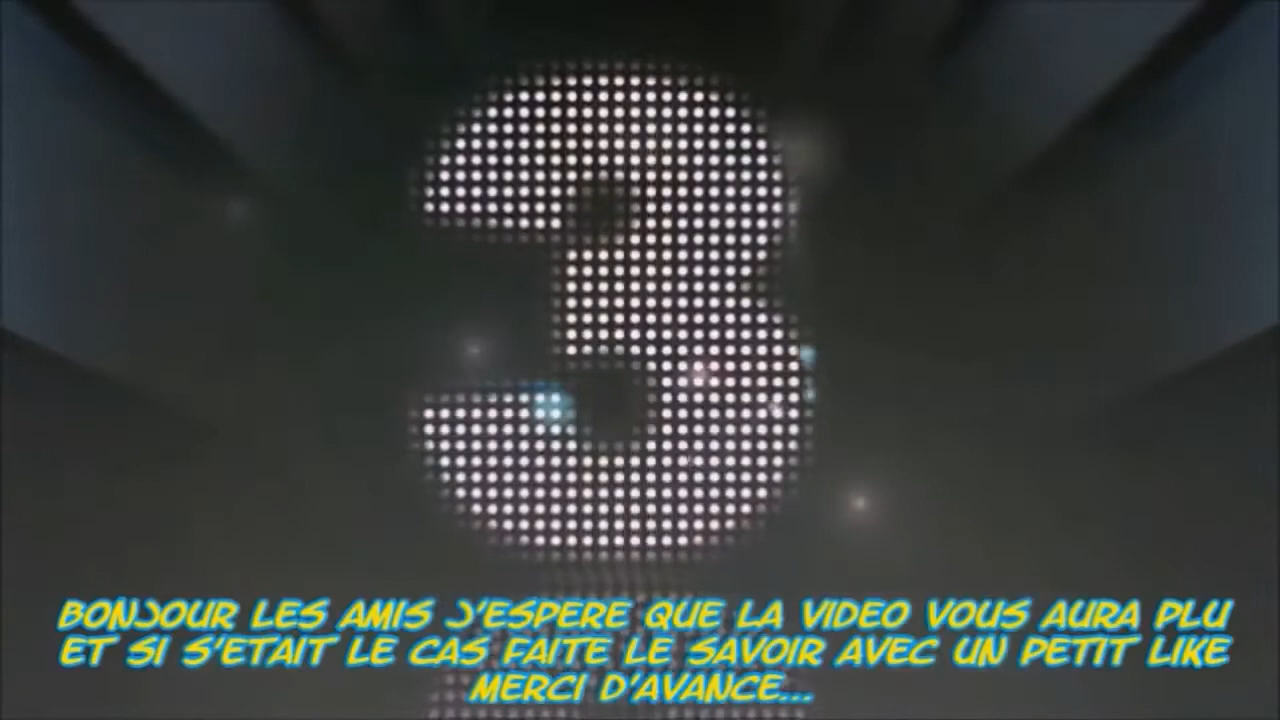 3
BONJOUR LES AMIS J'ESPERE QUE LA VIDEO VOUS AURA PLU
ET SI S'ETAIT LE CAS FAITE LE SAVOIR AVEC UN PETIT LIKE
MERCI D'AVANCE...